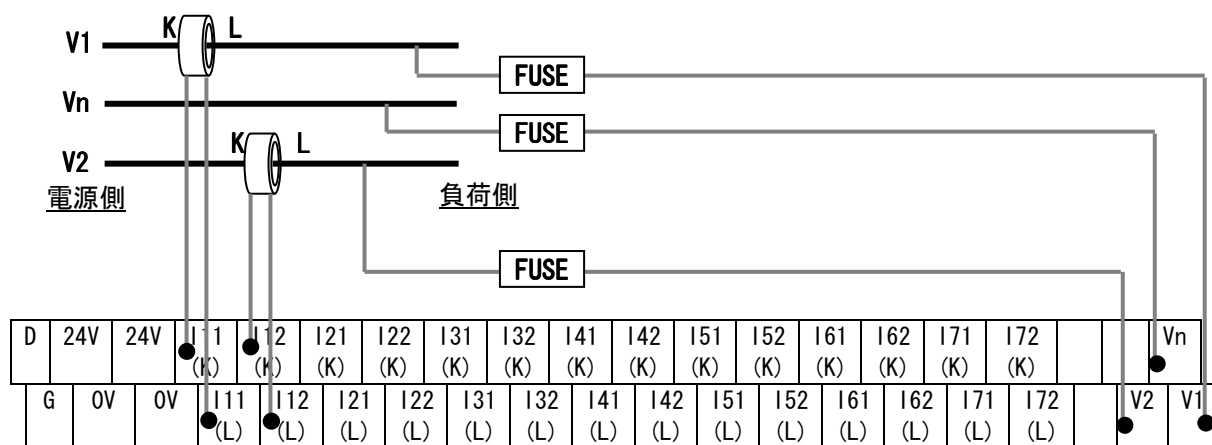 K L
V1
FUSE
Vn
FUSE
K L
V2
電源側 負荷側
FUSE
D 24V 24V I11 I12 I21 I22 I31 I32 I41 I42 I51 I52 I61 I62 I71 I72 Vn
(K) (K) (K) (K) (K) (K) (K) (K) (K) (K) (K) (K) (K) (K)
G 0V 0V I11 I12 I21 I22 I31 I32 I41 I42 I51 I52 I61 I62 I71 I72 V2 V1
(L) (L) (L) (L) (L) (L) (L) (L) (L) (L) (L) (L) (L) (L)